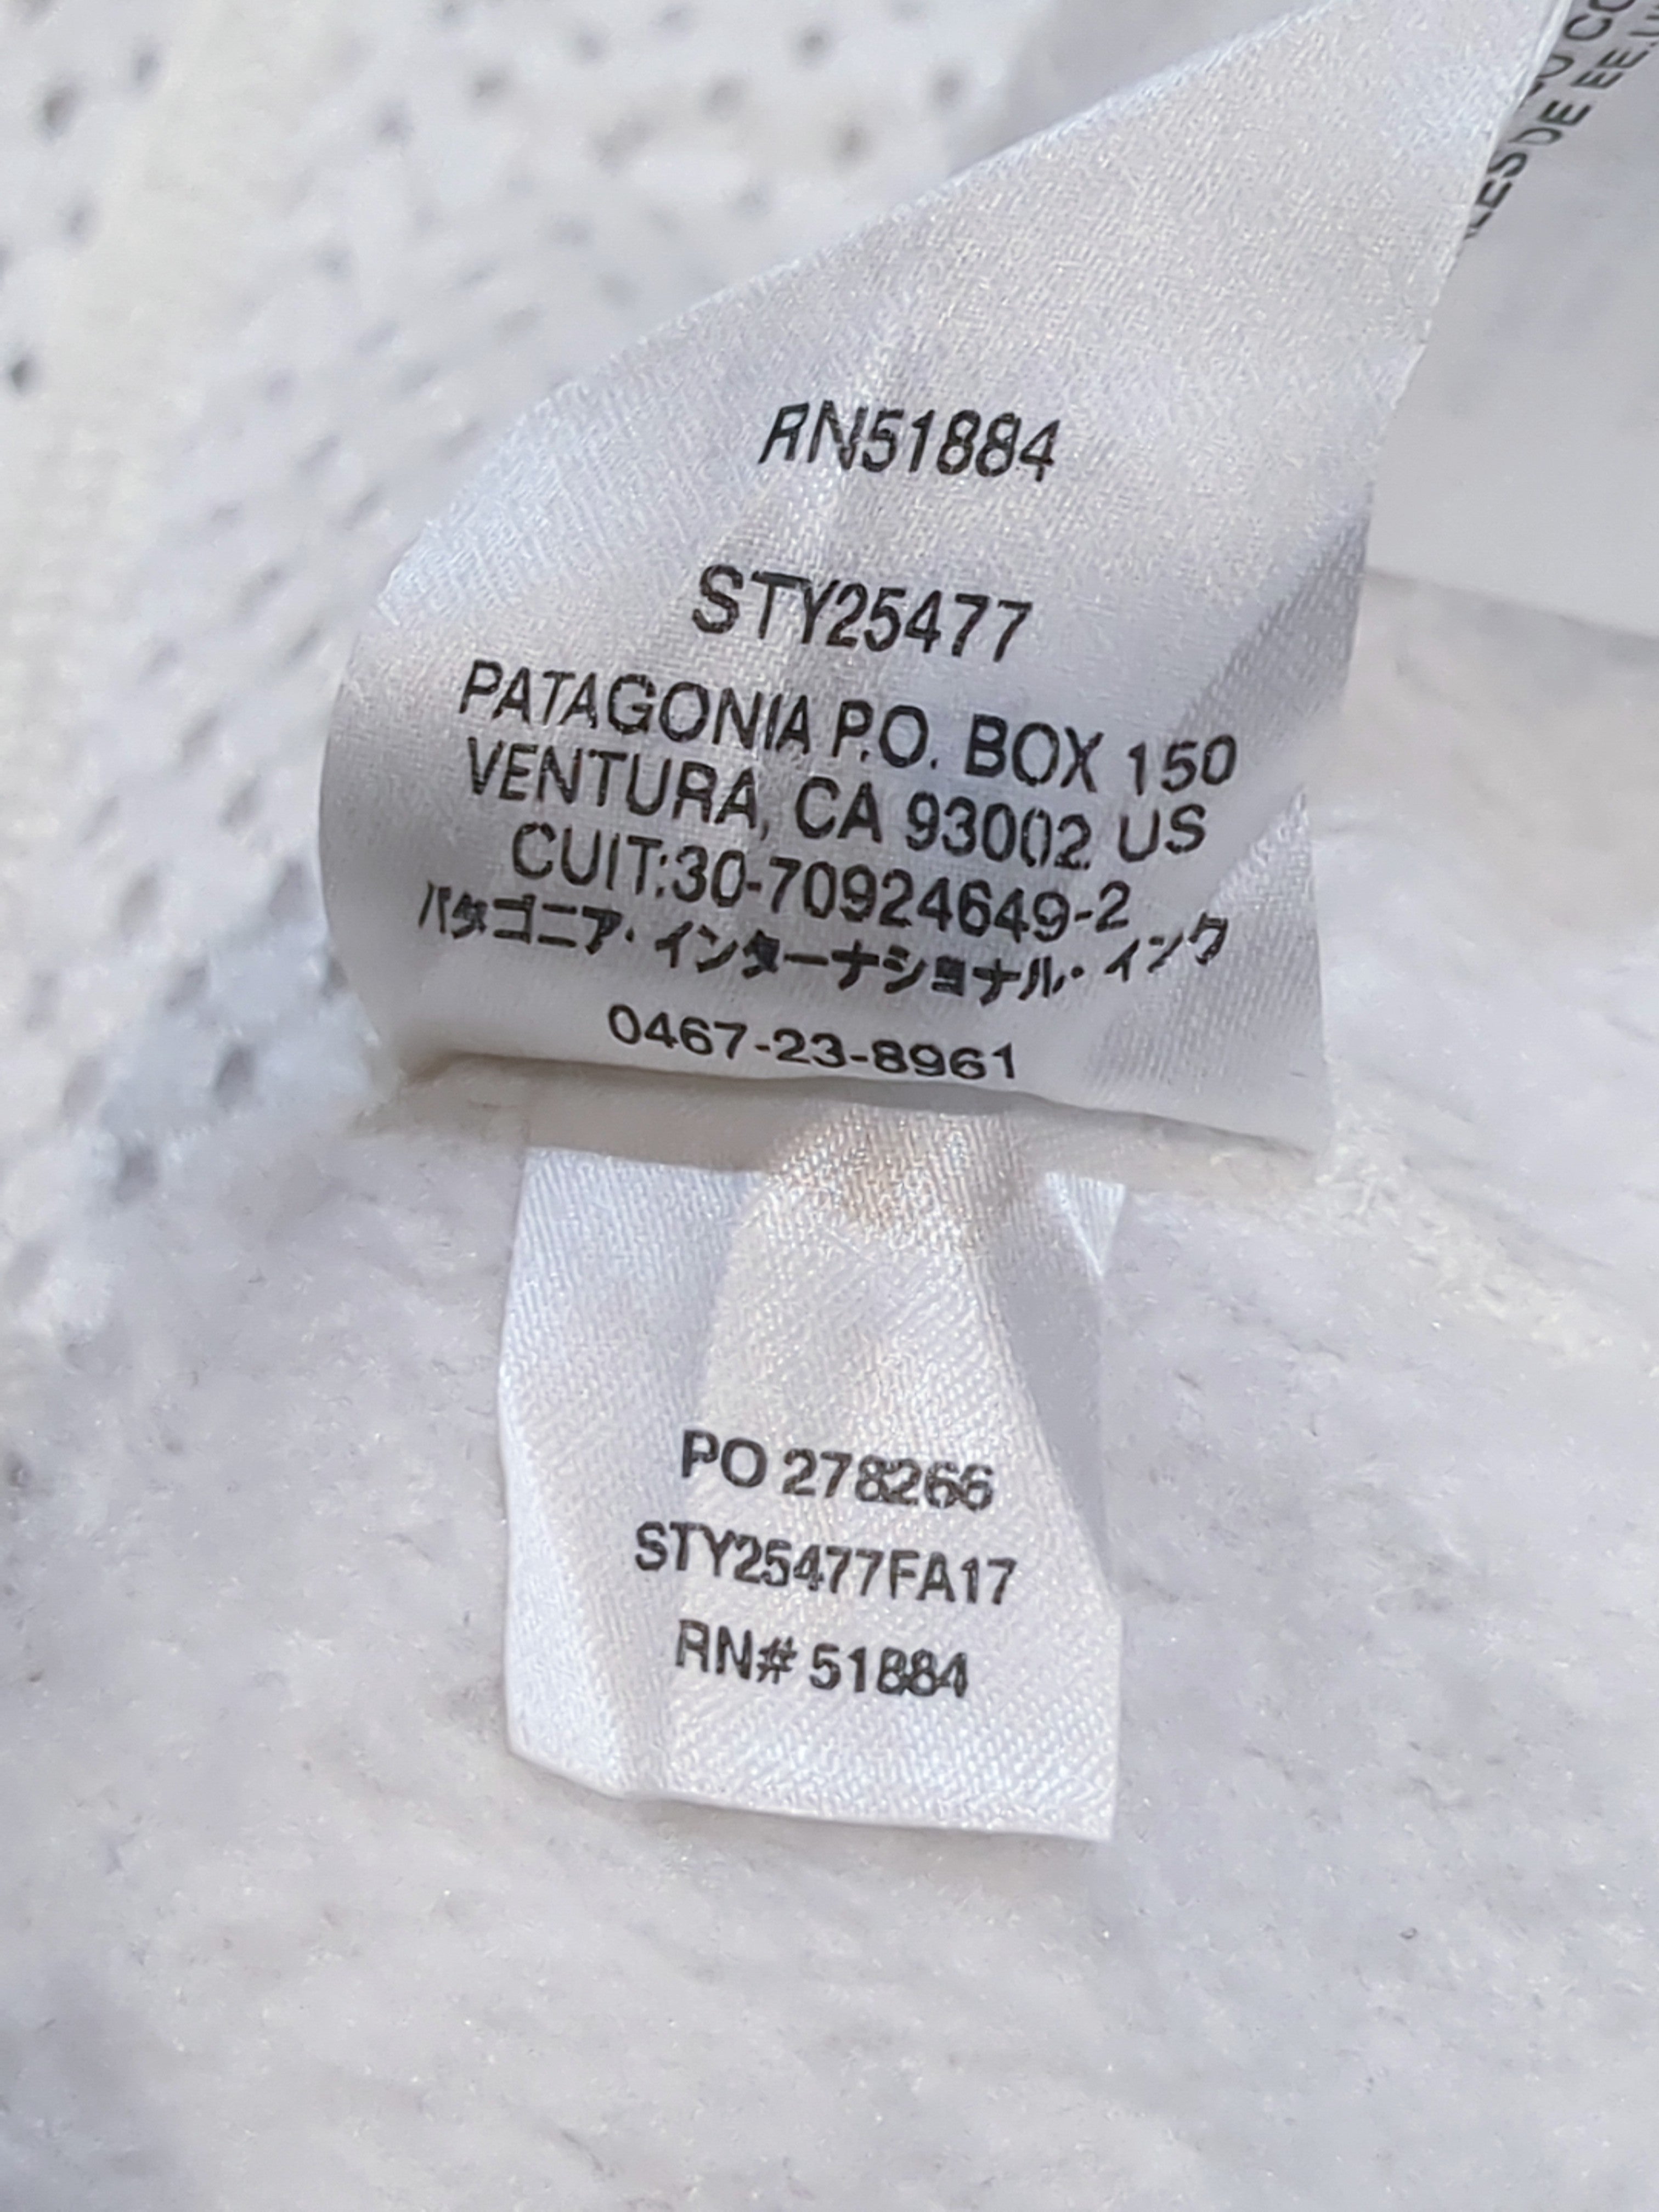 DE EE.U
RN51884
STY25477
PATAGONIA P.O. BOX 150
VENTURA, CA 93002 US
CUIT:30-70924649-2
パタゴニア・インターナショナル・インク
0467-23-8961
PO 278266
STY25477FA17
RN# 51884